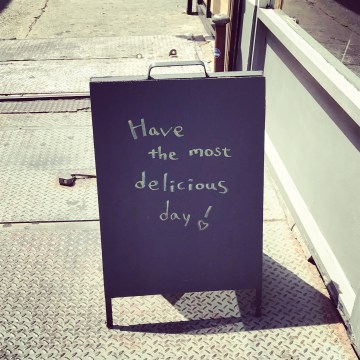 Have
the most
delicious
day!